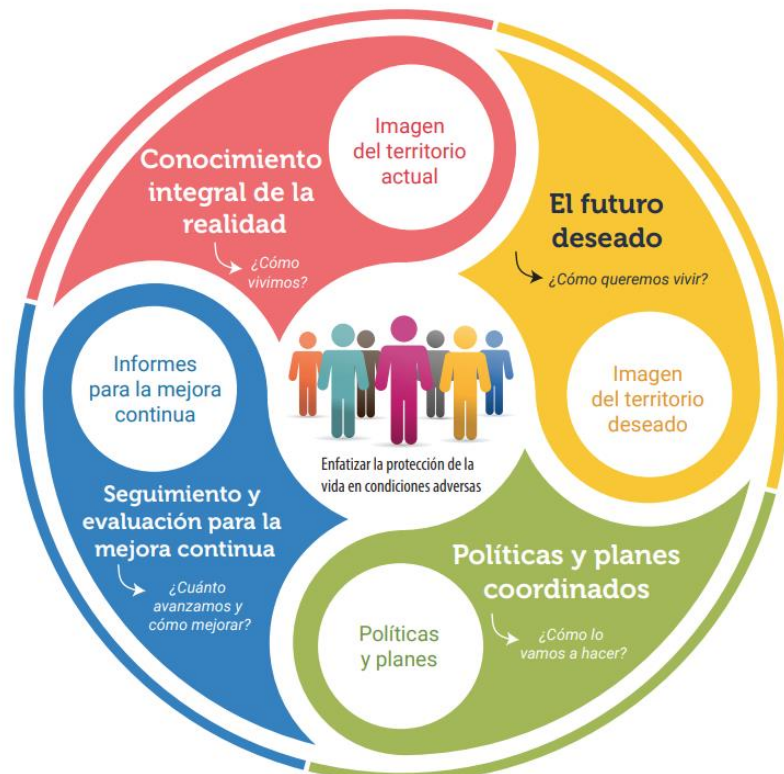 Conocimiento
integral de la
realidad
¿Cómo
vivimos?
Imagen
del territorio
actual
El futuro
deseado
¿Cómo queremos vivir?
Imagen
del territorio
deseado
Políticas y planes
coordinados
¿Cómo lo
vamos a hacer?
Políticas
y planes
Seguimiento y
evaluación para la
mejora continua
¿Cuánto
avanzamos y
cómo mejorar?
Informes
para la mejora
continua
Enfatizar la protección de la
vida en condiciones adversas